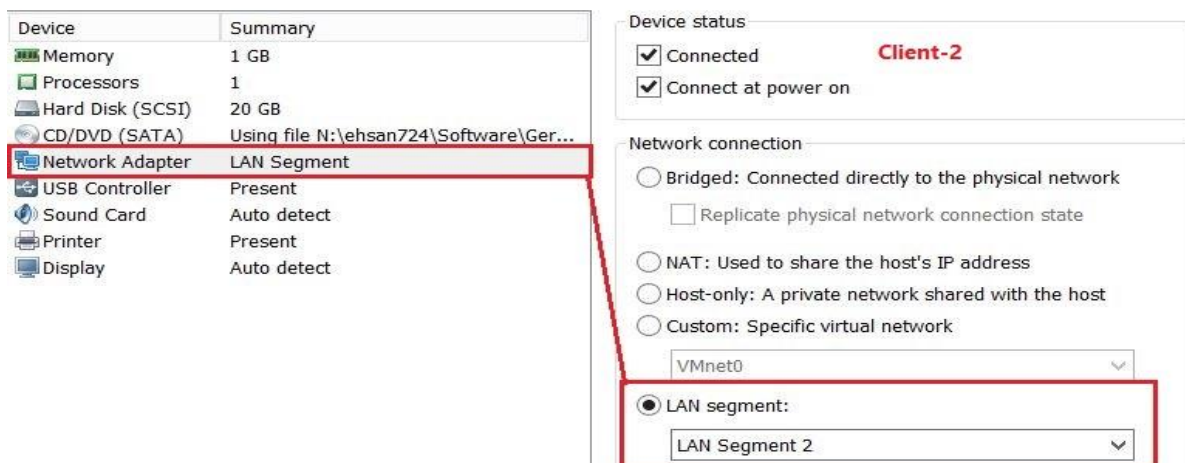 Device Summary
Memory 1 GB
Processors 1
Hard Disk (SCSI) 20 GB
CD/DVD (SATA) Using file N:\ehsan724\Software\Ger...
Network Adapter LAN Segment
USB Controller Present
Sound Card Auto detect
Printer Present
Display Auto detect
Device status
Connected
Client-2
Connect at power on
Network connection
Bridged: Connected directly to the physical network
Replicate physical network connection state
NAT: Used to share the host's IP address
Host-only: A private network shared with the host
Custom: Specific virtual network
VMnet0
LAN segment:
LAN Segment 2